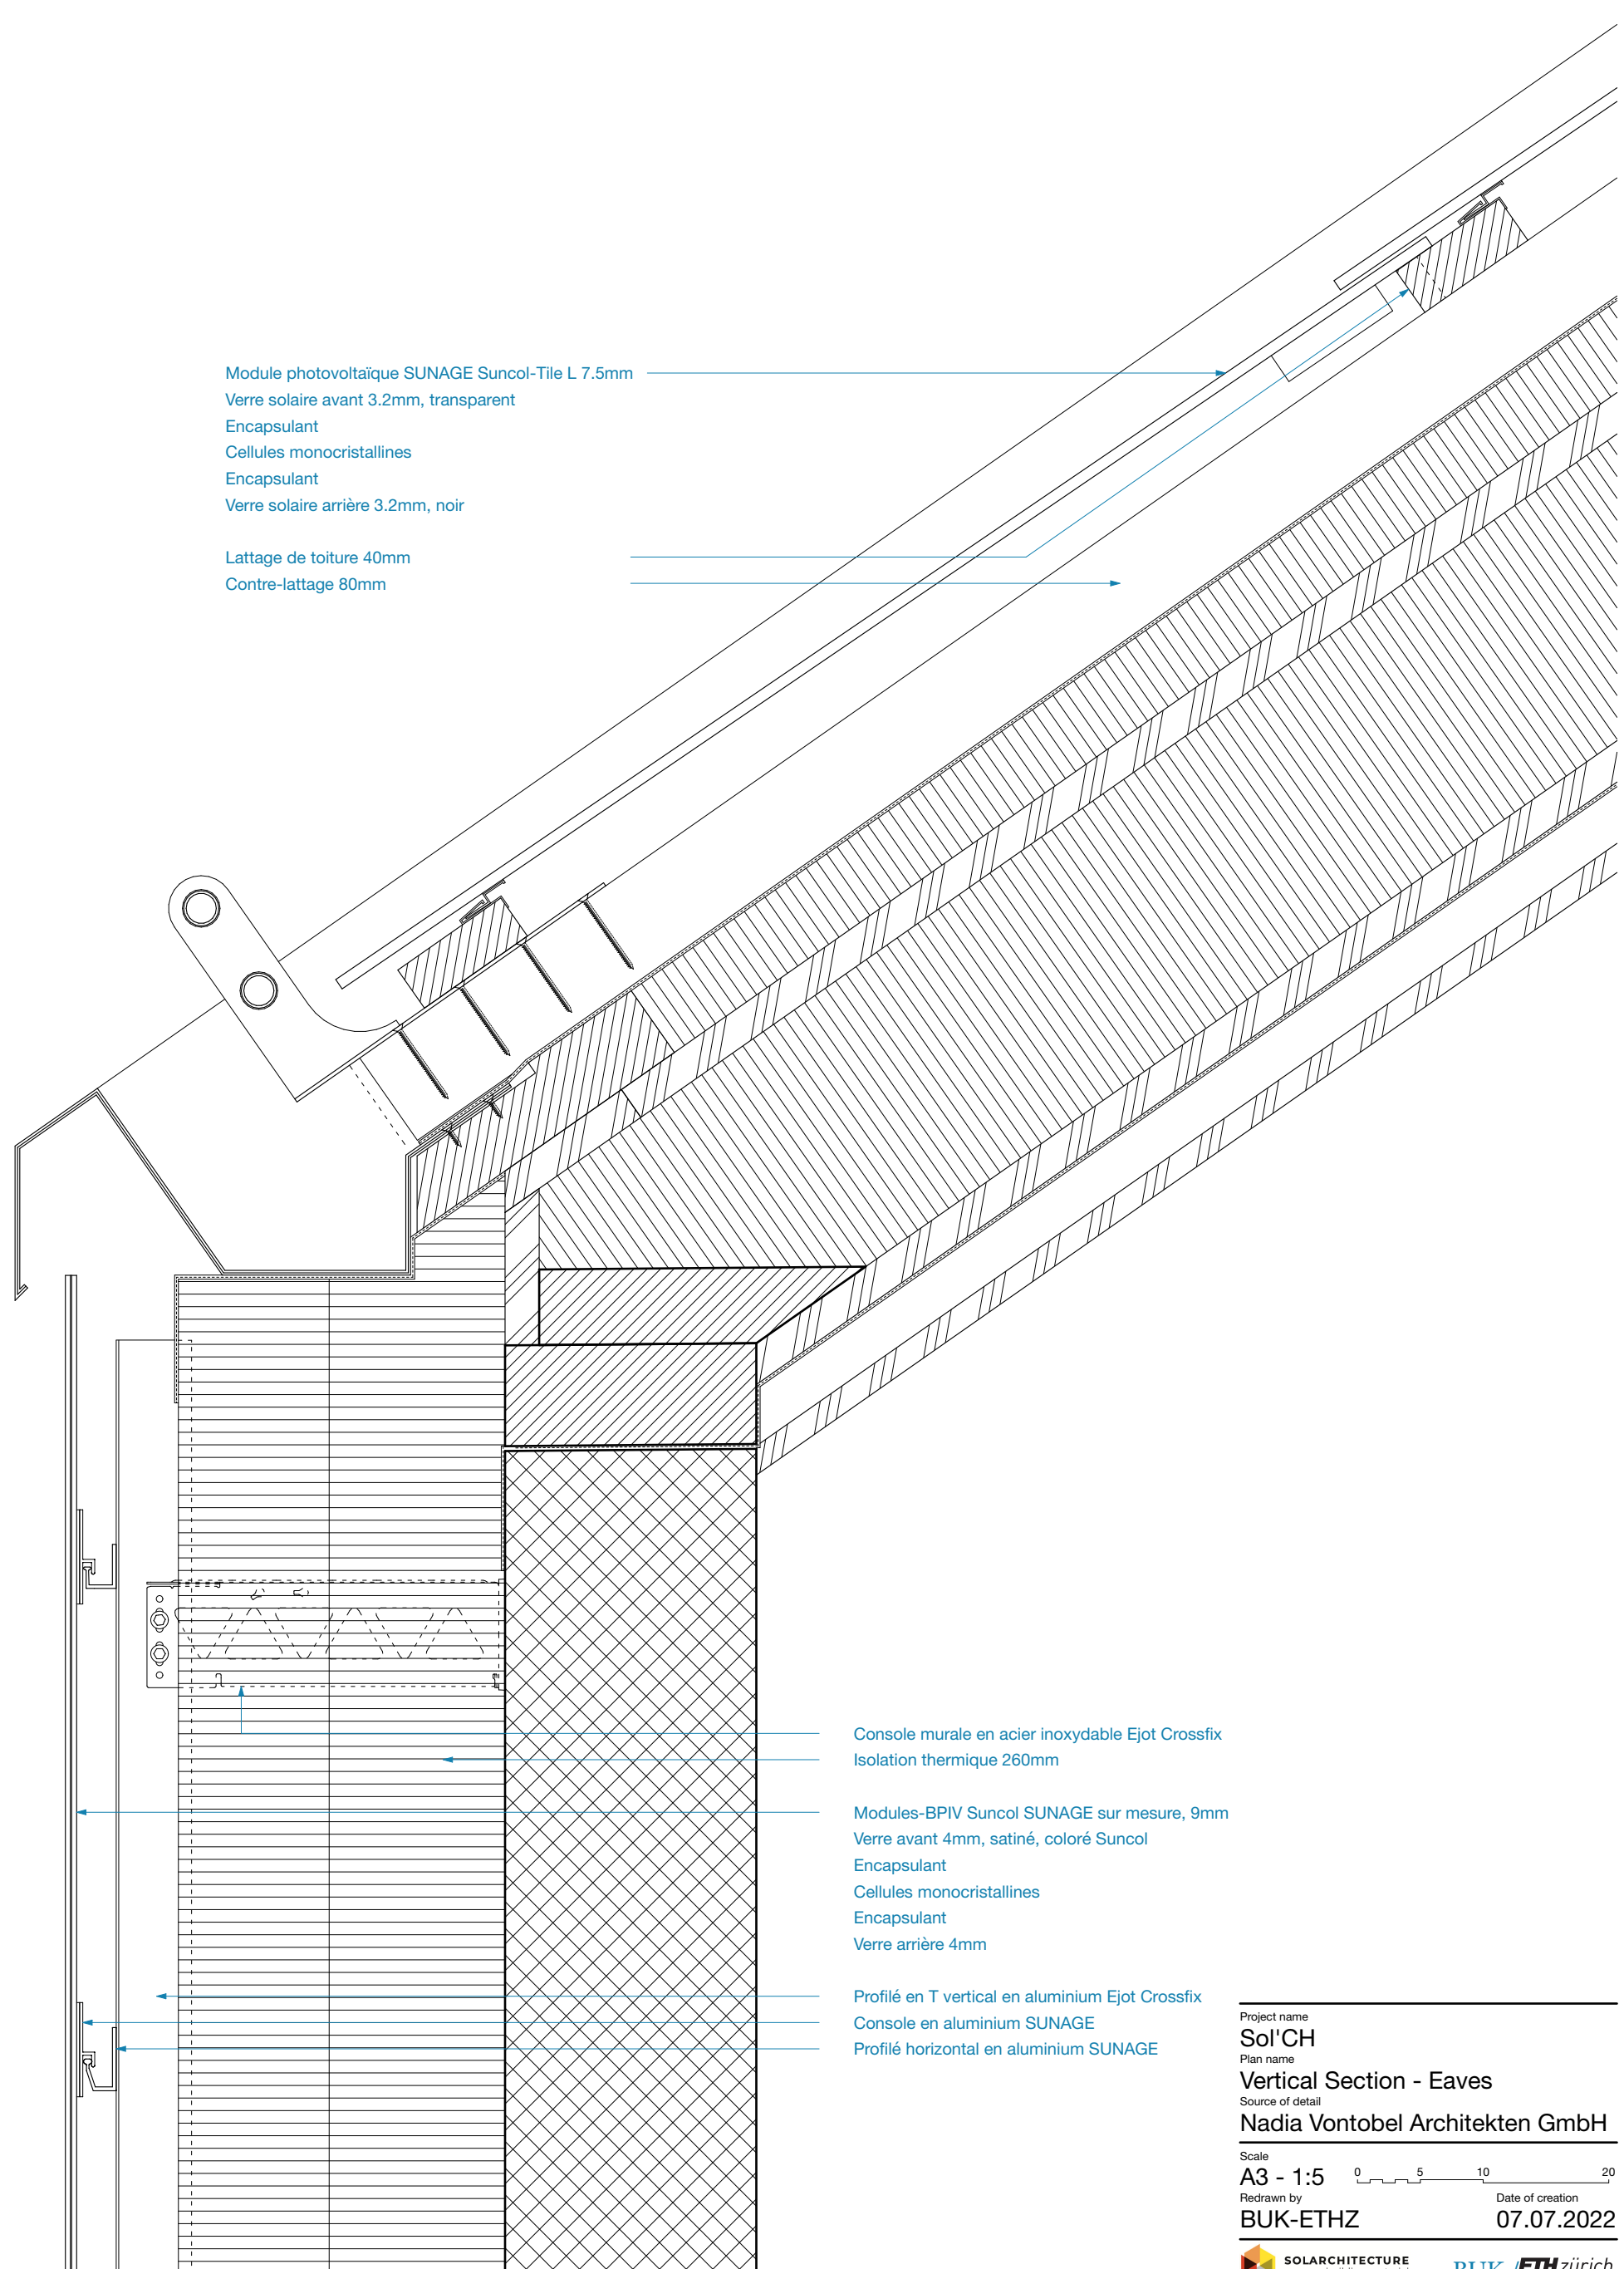 Module photovoltaïque SUNAGE Suncol-Tile L 7.5mm
Verre solaire avant 3.2mm, transparent
Encapsulant
Cellules monocristallines
Encapsulant
Verre solaire arrière 3.2mm, noir
Lattage de toiture 40mm
Contre-lattage 80mm
Console murale en acier inoxydable Ejot Crossfix
Isolation thermique 260mm
Modules-BPIV Suncol SUNAGE sur mesure, 9mm
Verre avant 4mm, satiné, coloré Suncol
Encapsulant
Cellules monocristallines
Encapsulant
Verre arrière 4mm
Profilé en T vertical en aluminium Ejot Crossfix
Console en aluminium SUNAGE
Profilé horizontal en aluminium SUNAGE
Project name
Sol'CH
Plan name
Vertical Section - Eaves
Source of detail
Nadia Vontobel Architekten GmbH
Scale
A3 - 1:5 0 5 10 20
Redrawn by Date of creation
BUK-ETHZ 07.07.2022
SOLARCHITECTURE
BUK / ETH zürich